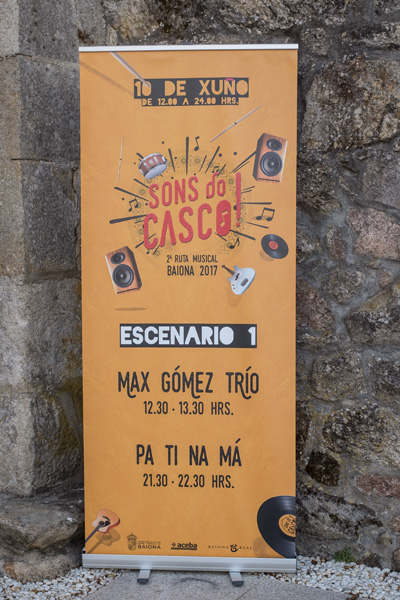 10 DE XUÑO
DE 12.00 A 24.00 HRS.
SONS do
CASCO!
2ª RUTA MUSICAL
BAIONA 2017
ESCENARIO 1
MAX GÓMEZ TRÍO
12.30 · 13.30 HRS.
PA TI NA MÁ
21.30 · 22.30 HRS.
BAIONA
aceba
BAIONA REAL